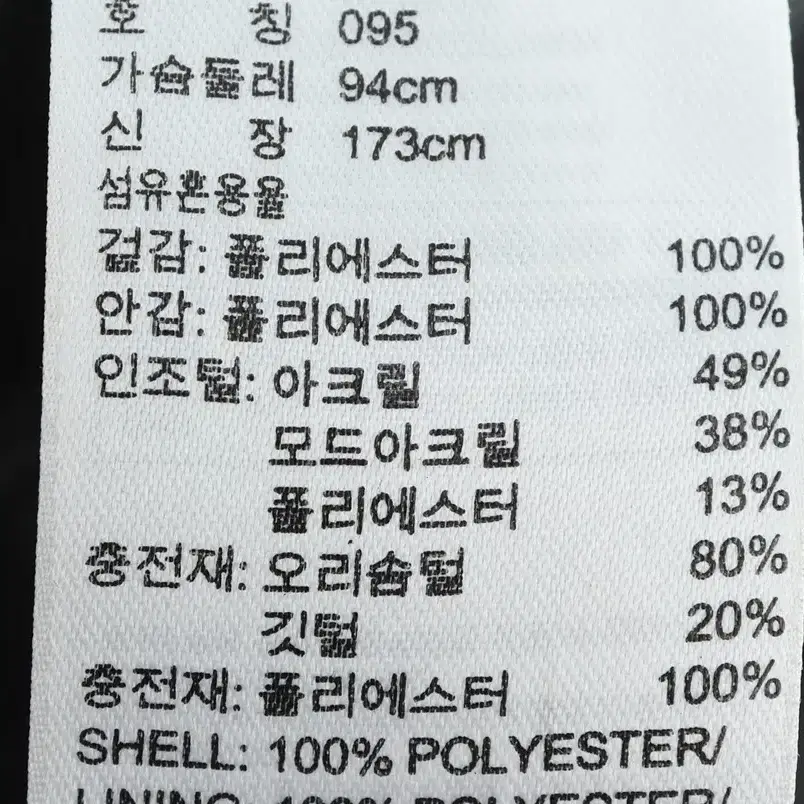 호 칭 095
가슴둘레 94cm
신 장 173cm
섬유혼용율
겉감: 폴리에스터 100%
안감: 폴리에스터 100%
인조털: 아크릴 49%
모드아크릴 38%
폴리에스터 13%
충전재: 오리솜털 80%
깃털 20%
충전재: 폴리에스터 100%
SHELL: 100% POLYESTER/
LINING: 100% POLYESTER/